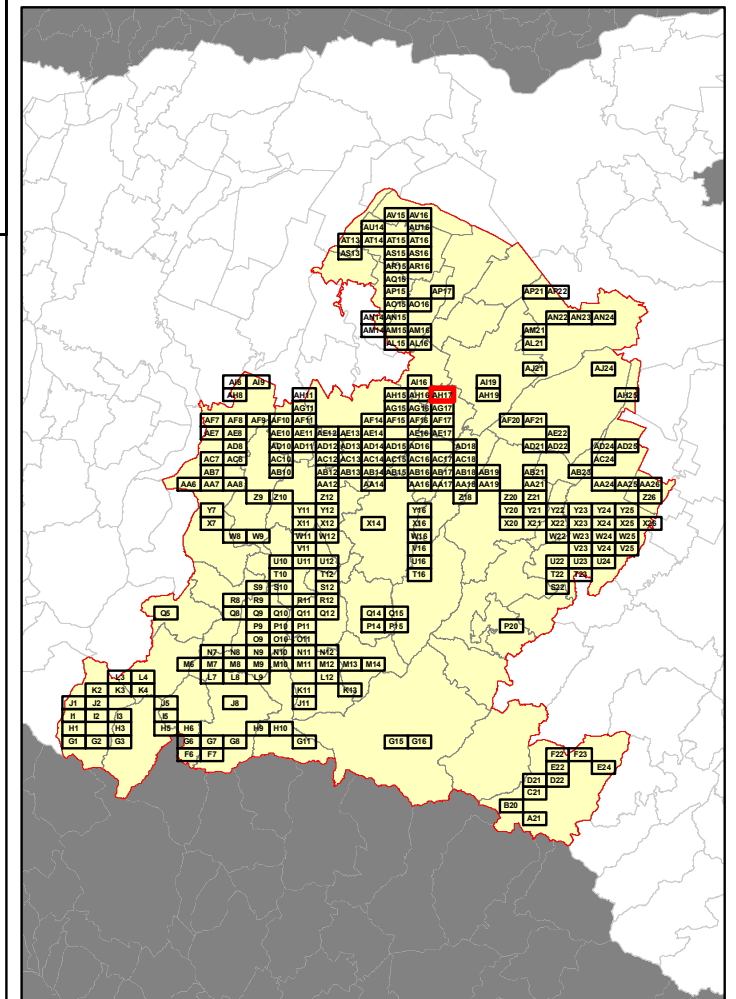 AV15 AV16
AU14 AU16
AT13 AT14 AT15 AT16
AS13 AS15 AS16
AR15 AR16
AQ15
AP15 AP17 AP21 AP22
AO15 AO16
AN14 AN15 AN22 AN23 AN24
AM14 AM15 AM16 AM21
AL15 AL16 AL21
AJ21 AJ24
AI8 AI9 AI16 AI19
AH8 AH11 AH15 AH16 AH17 AH19 AH25
AG11 AG15 AG16 AG17
AF7 AF8 AF9 AF10 AF11 AF14 AF15 AF16 AF17 AF20 AF21
AE7 AE8 AE10 AE11 AE12 AE13 AE14 AE16 AE17 AE22
AD8 AD10 AD11 AD12 AD13 AD14 AD15 AD16 AD18 AD21 AD22 AD24 AD25
AC7 AC8 AC10 AC12 AC13 AC14 AC15 AC16 AC17 AC18 AC24
AB7 AB10 AB12 AB13 AB14 AB15 AB16 AB17 AB18 AB19 AB21 AB23
AA6 AA7 AA8 AA12 AA14 AA16 AA17 AA18 AA19 AA21 AA24 AA25 AA26
Z9 Z10 Z12 Z18 Z20 Z21 Z26
Y7 Y11 Y12 Y16 Y20 Y21 Y22 Y23 Y24 Y25
X7 X11 X12 X14 X16 X20 X21 X22 X23 X24 X25 X26
W8 W9 W11 W12 W16 W22 W23 W24 W25
V11 V16 V23 V24 V25
U10 U11 U12 U16 U22 U23 U24
T10 T12 T16 T22 T23
S9 S10 S12 S22
R8 R9 R11 R12
Q5 Q8 Q9 Q10 Q11 Q12 Q14 Q15
P9 P10 P11 P14 P15 P20
O9 O10 O11
N7 N8 N9 N10 N11 N12
M6 M7 M8 M9 M10 M11 M12 M13 M14
L3 L4 L7 L8 L9 L12
K2 K3 K4 K11 K13
J1 J2 J5 J8 J11
I1 I2 I3 I5
H1 H3 H5 H6 H9 H10
G1 G2 G3 G6 G7 G8 G11 G15 G16
F6 F7 F22 F23
E22 E24
D21 D22
C21
B20
A21